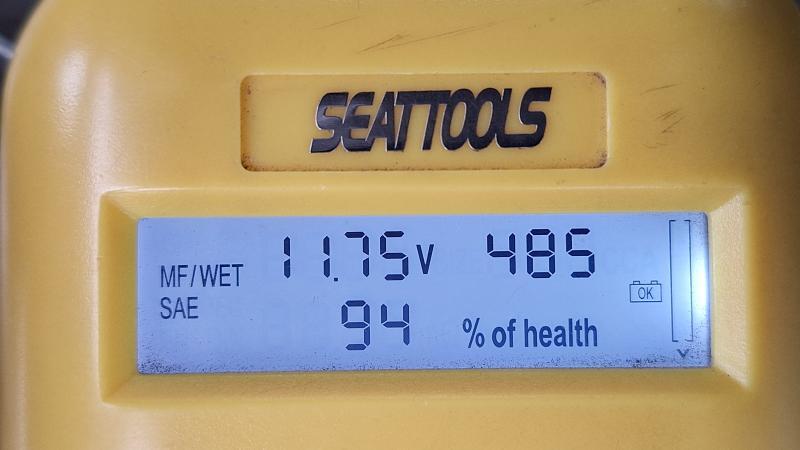 SEATTOOLS
MF/WET 11.75V 485
SAE
OK
94 % of health